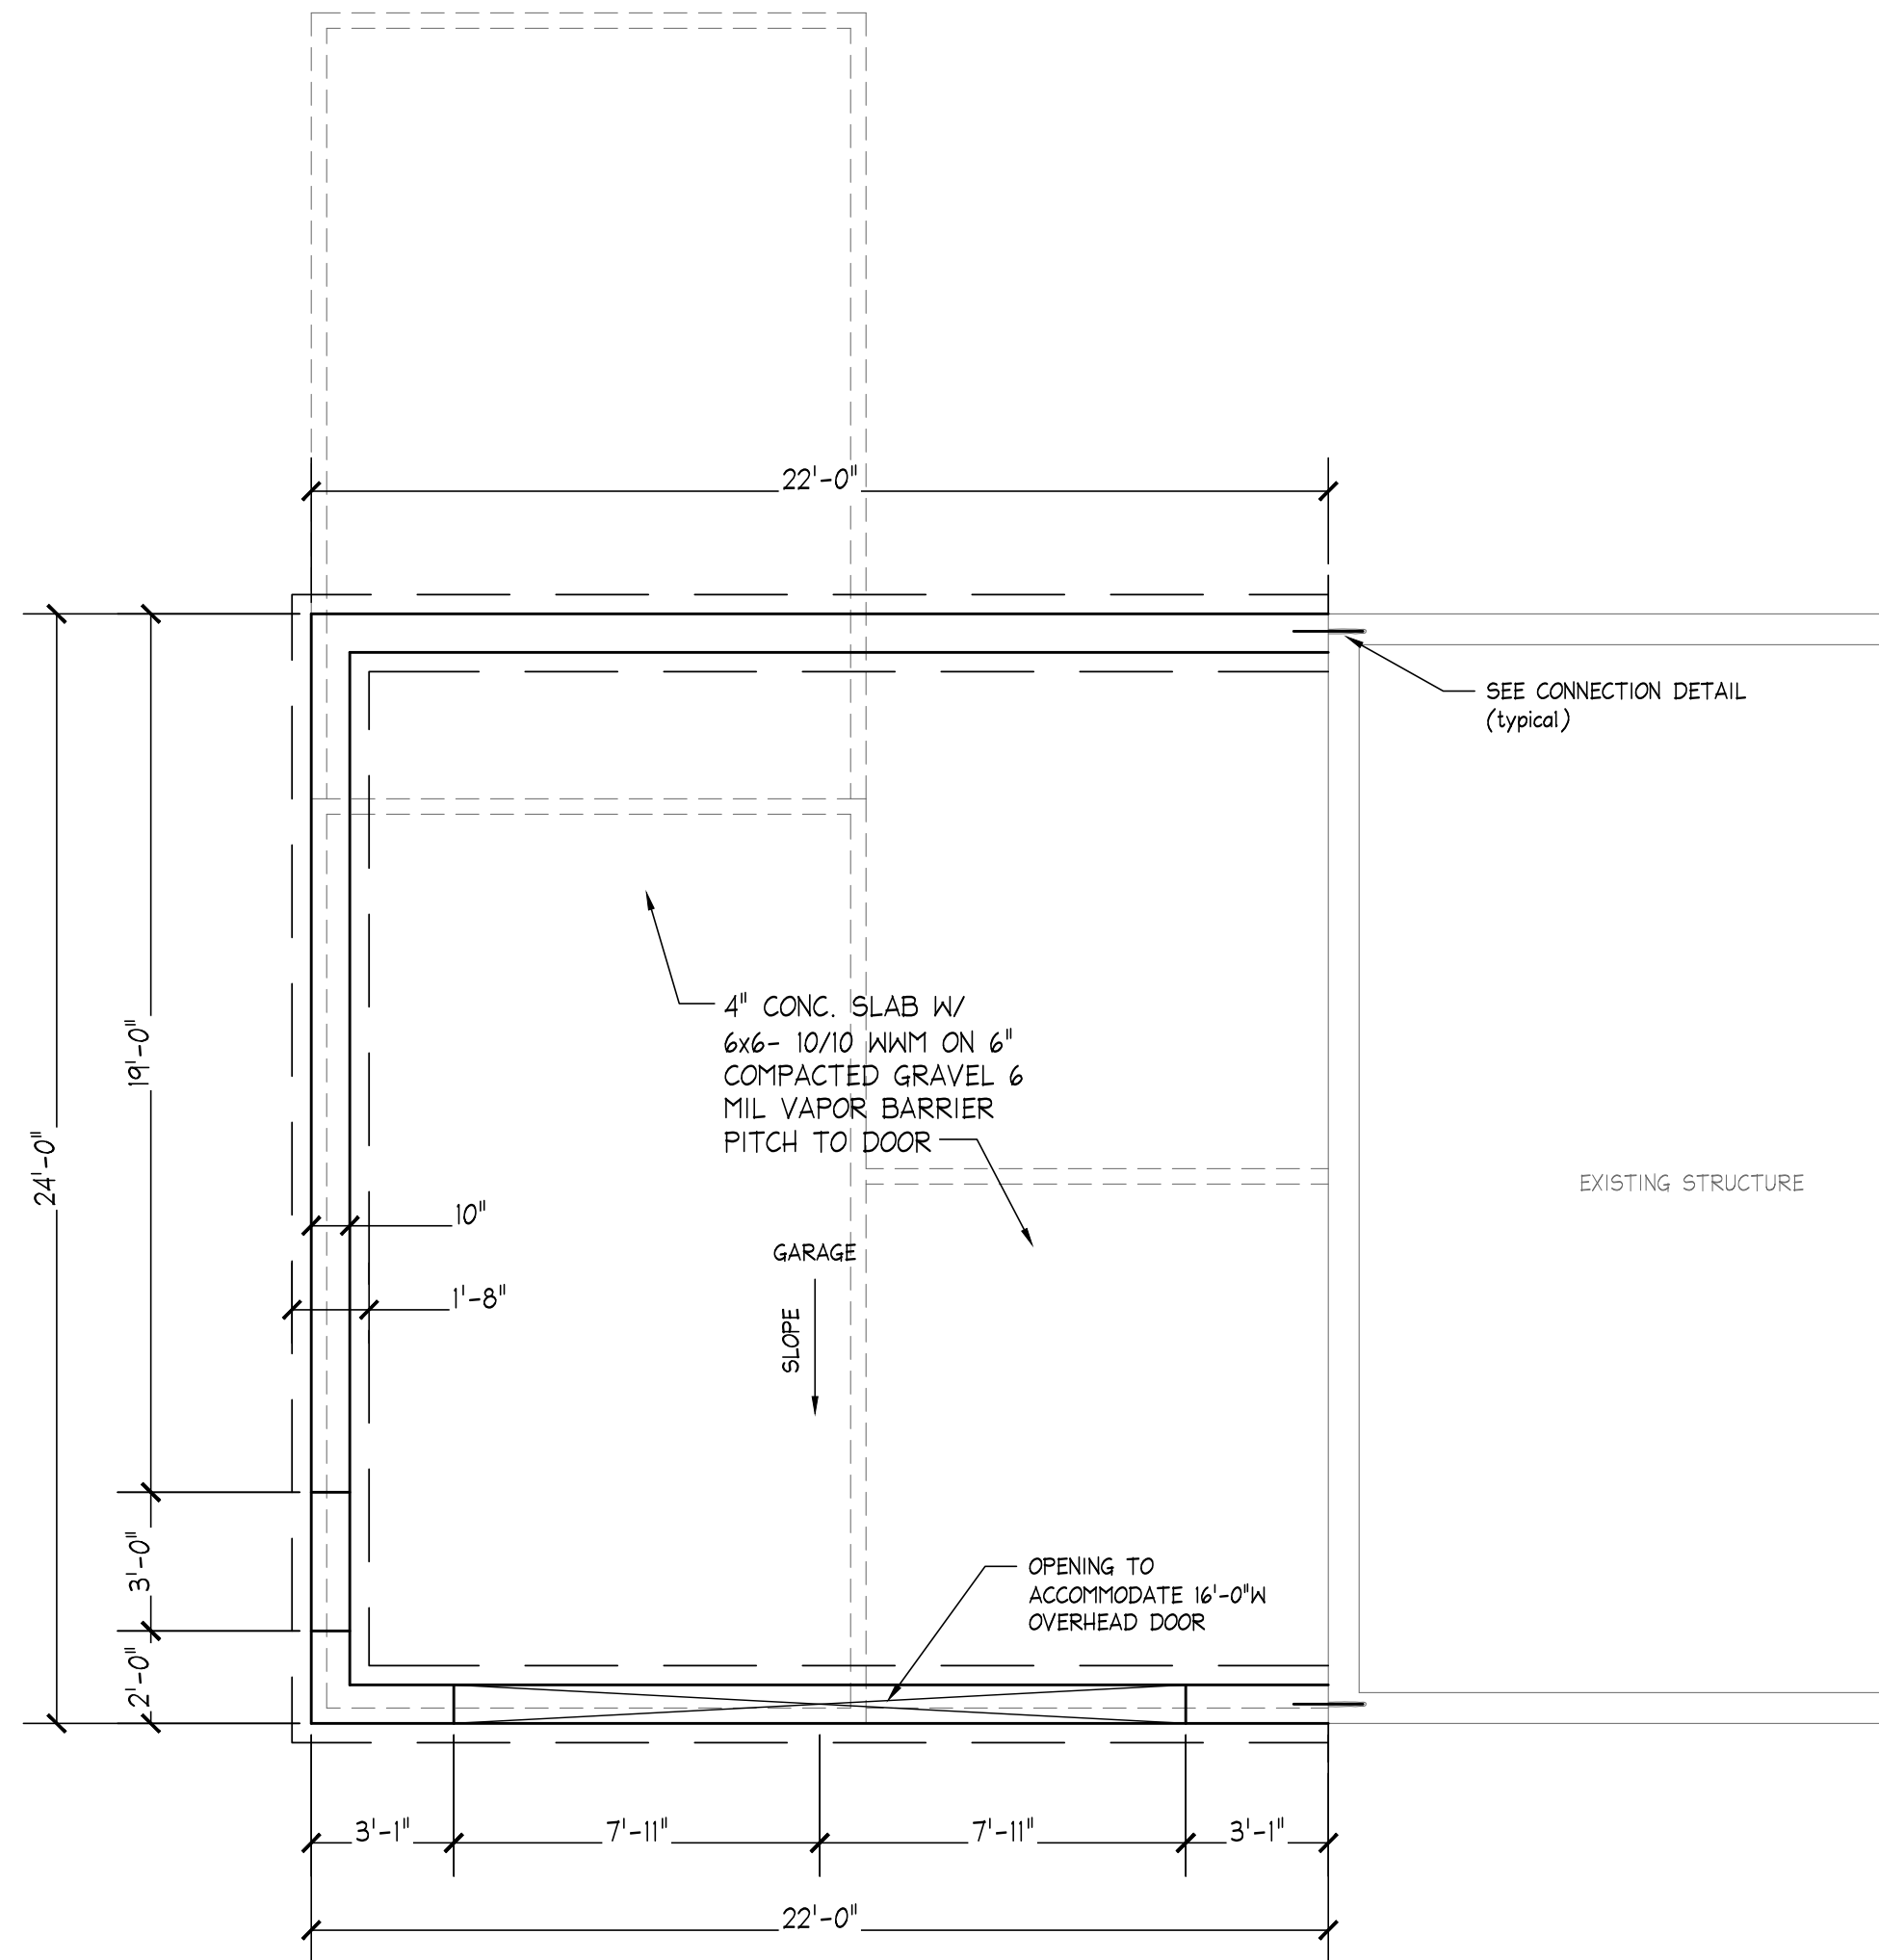 22'-0"
SEE CONNECTION DETAIL
(typical)
4" CONC. SLAB W/
6x6- 10/10 WWM ON 6"
COMPACTED GRAVEL 6
MIL VAPOR BARRIER
PITCH TO DOOR
19'-0"
24'-0"
EXISTING STRUCTURE
10"
GARAGE
1'-8"
SLOPE
3'-0"
OPENING TO
ACCOMMODATE 16'-0"W
OVERHEAD DOOR
2'-0"
3'-1"
7'-11"
7'-11"
3'-1"
22'-0"